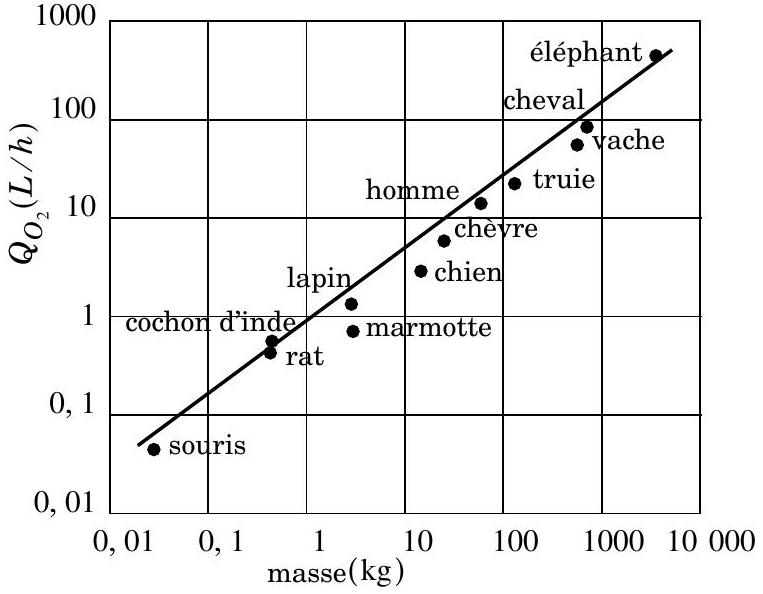 1000
éléphant
cheval
100
vache
truie
homme
10
chèvre
chien
lapin
1
cochon d'inde
marmotte
rat
0, 1
souris
0, 01
Q_{O_2}(L/h)
0, 01 0, 1 1 10 100 1000 10 000
masse(kg)